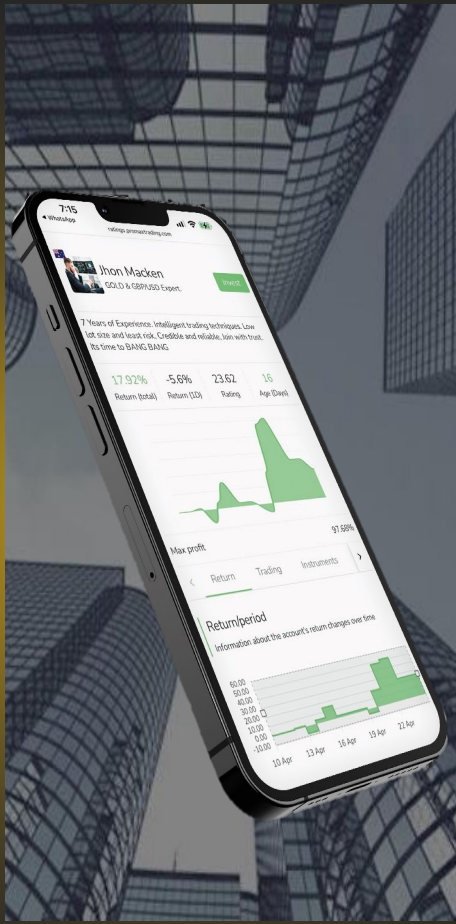 7:15
WhatsApp
ratings.promaxtrading.com
Jhon Macken
GOLD & GBPUSD Expert.
Invest
7 Years of Experience. Intelligent trading techniques. Low
lot size and least risk. Credible and reliable. Join with trust.
Its time to BANG BANG
17.92% -5.6% 23.62 16
Return (total) Return (1D) Rating Age (Days)
Max profit 97.68%
Return Trading Instruments
Return/period
Information about the account's return changes over time
60.00
50.00
40.00
30.00
20.00
10.00
0.00
-10.00
10 Apr 13 Apr 16 Apr 19 Apr 22 Apr